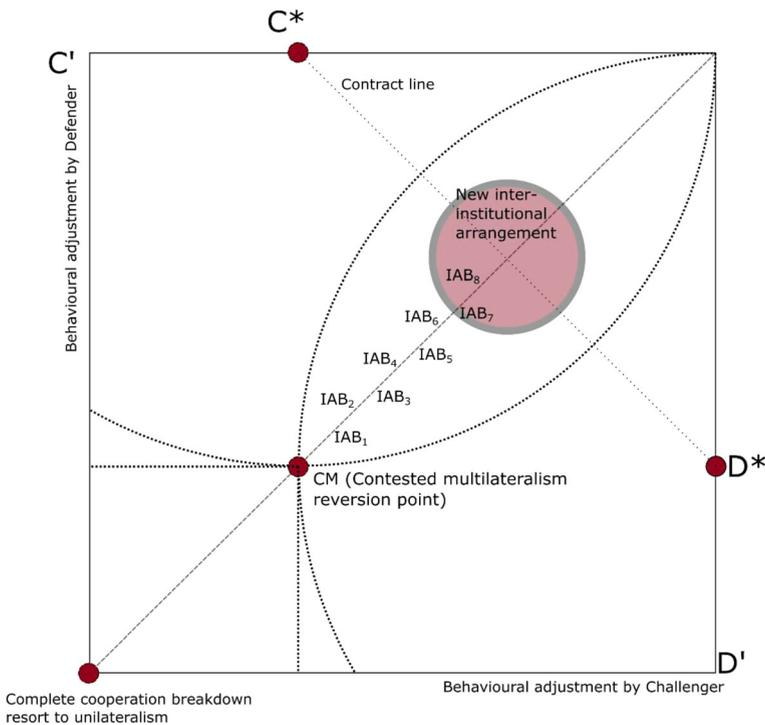 C*
C'
Contract line
Behavioural adjustment by Defender
New inter-
institutional
arrangement
IAB₈
IAB₆
IAB₇
IAB₄
IAB₅
IAB₂
IAB₃
IAB₁
D*
CM (Contested multilateralism
reversion point)
D'
Behavioural adjustment by Challenger
Complete cooperation breakdown
resort to unilateralism